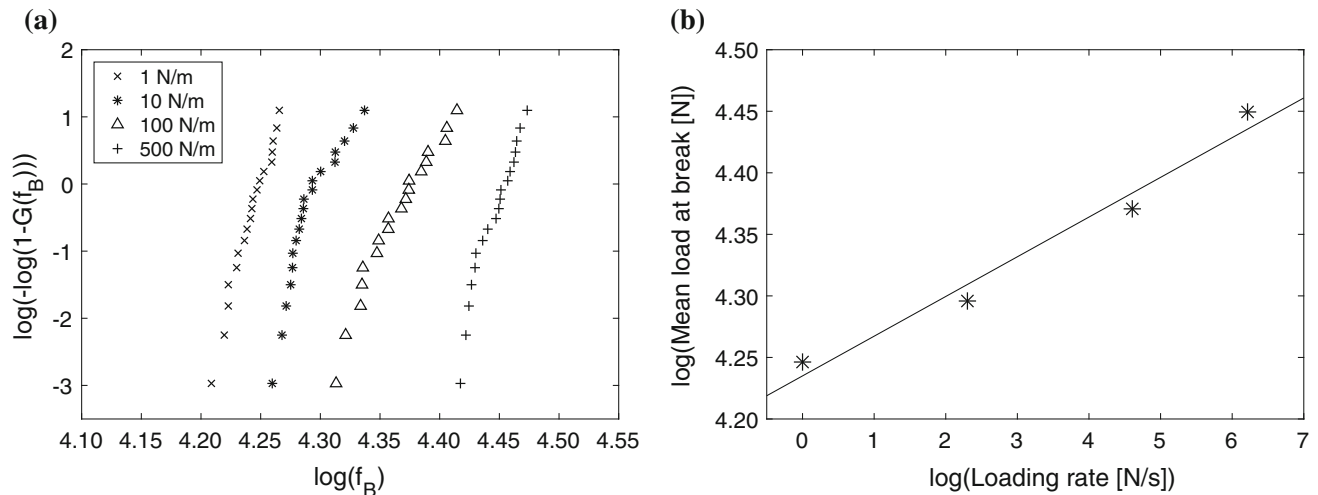 (a)
2
1
0
-1
-2
-3
log(-log(1-G(f_B)))
1 N/m
10 N/m
100 N/m
500 N/m
4.10 4.15 4.20 4.25 4.30 4.35 4.40 4.45 4.50 4.55
log(f_B)
(b)
4.50
4.45
4.40
4.35
4.30
4.25
4.20
log(Mean load at break [N])
0 1 2 3 4 5 6 7
log(Loading rate [N/s])